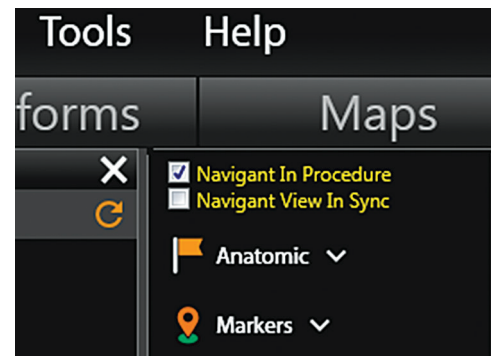 Tools Help
forms Maps
Navigant In Procedure
Navigant View In Sync
Anatomic
Markers